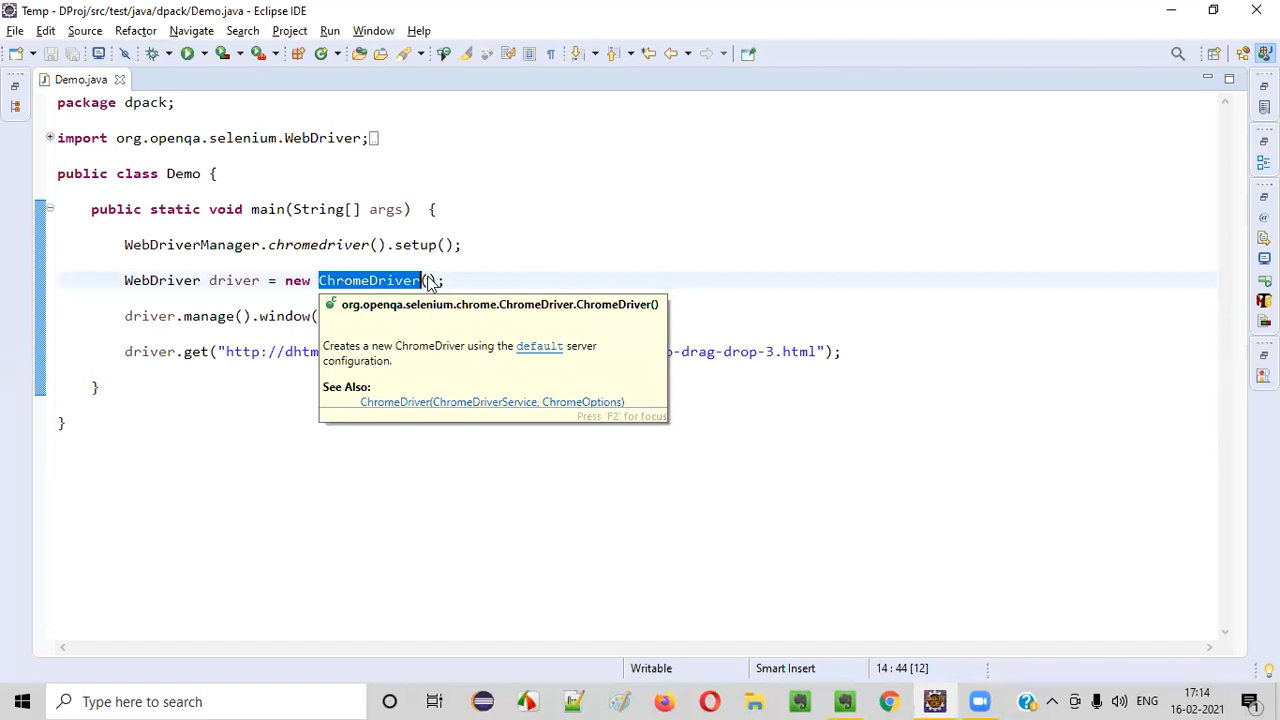 Temp - DProj/src/test/java/dpack/Demo.java - Eclipse IDE
File Edit Source Refactor Navigate Search Project Run Window Help
Demo.java
package dpack;
import org.openqa.selenium.WebDriver;
public class Demo {
public static void main(String[] args) {
WebDriverManager.chromedriver().setup();
WebDriver driver = new ChromeDriver();
org.openqa.selenium.chrome.ChromeDriver.ChromeDriver()
driver.manage().window(
Creates a new ChromeDriver using the default server
driver.get("http://dhtm o-drag-drop-3.html");
configuration.
See Also:
}
ChromeDriver(ChromeDriverService, ChromeOptions)
Press 'F2' for focus
}
Writable Smart Insert 14 : 44 [12]
Type here to search
ENG
17:14
16-02-2021